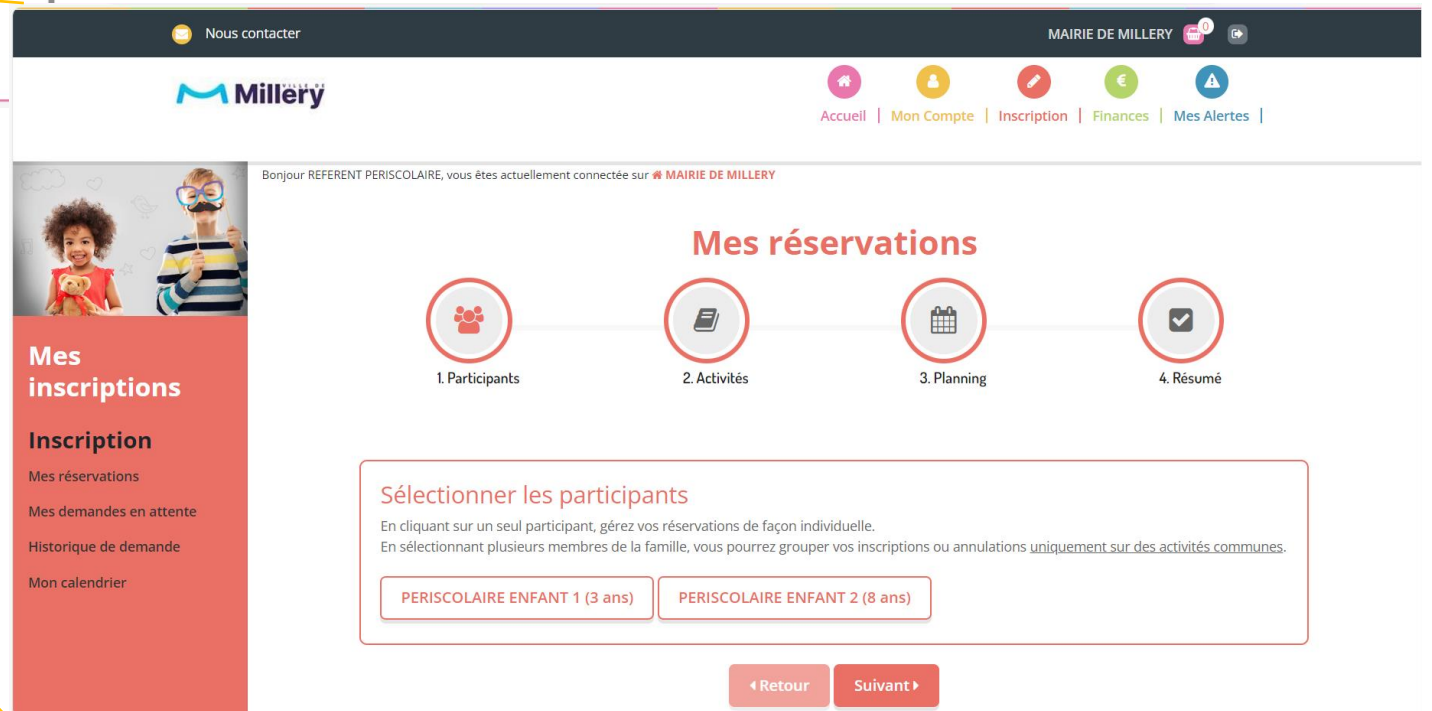 Nous contacter
MAIRIE DE MILLERY 0
VILLE DE
Millery
Accueil | Mon Compte | Inscription | Finances | Mes Alertes |
Bonjour REFERENT PERISCOLAIRE, vous êtes actuellement connectée sur MAIRIE DE MILLERY
Mes réservations
1. Participants
2. Activités
3. Planning
4. Résumé
Mes
inscriptions
Inscription
Mes réservations
Mes demandes en attente
Historique de demande
Mon calendrier
Sélectionner les participants
En cliquant sur un seul participant, gérez vos réservations de façon individuelle.
En sélectionnant plusieurs membres de la famille, vous pourrez grouper vos inscriptions ou annulations uniquement sur des activités communes.
PERISCOLAIRE ENFANT 1 (3 ans)
PERISCOLAIRE ENFANT 2 (8 ans)
Retour
Suivant